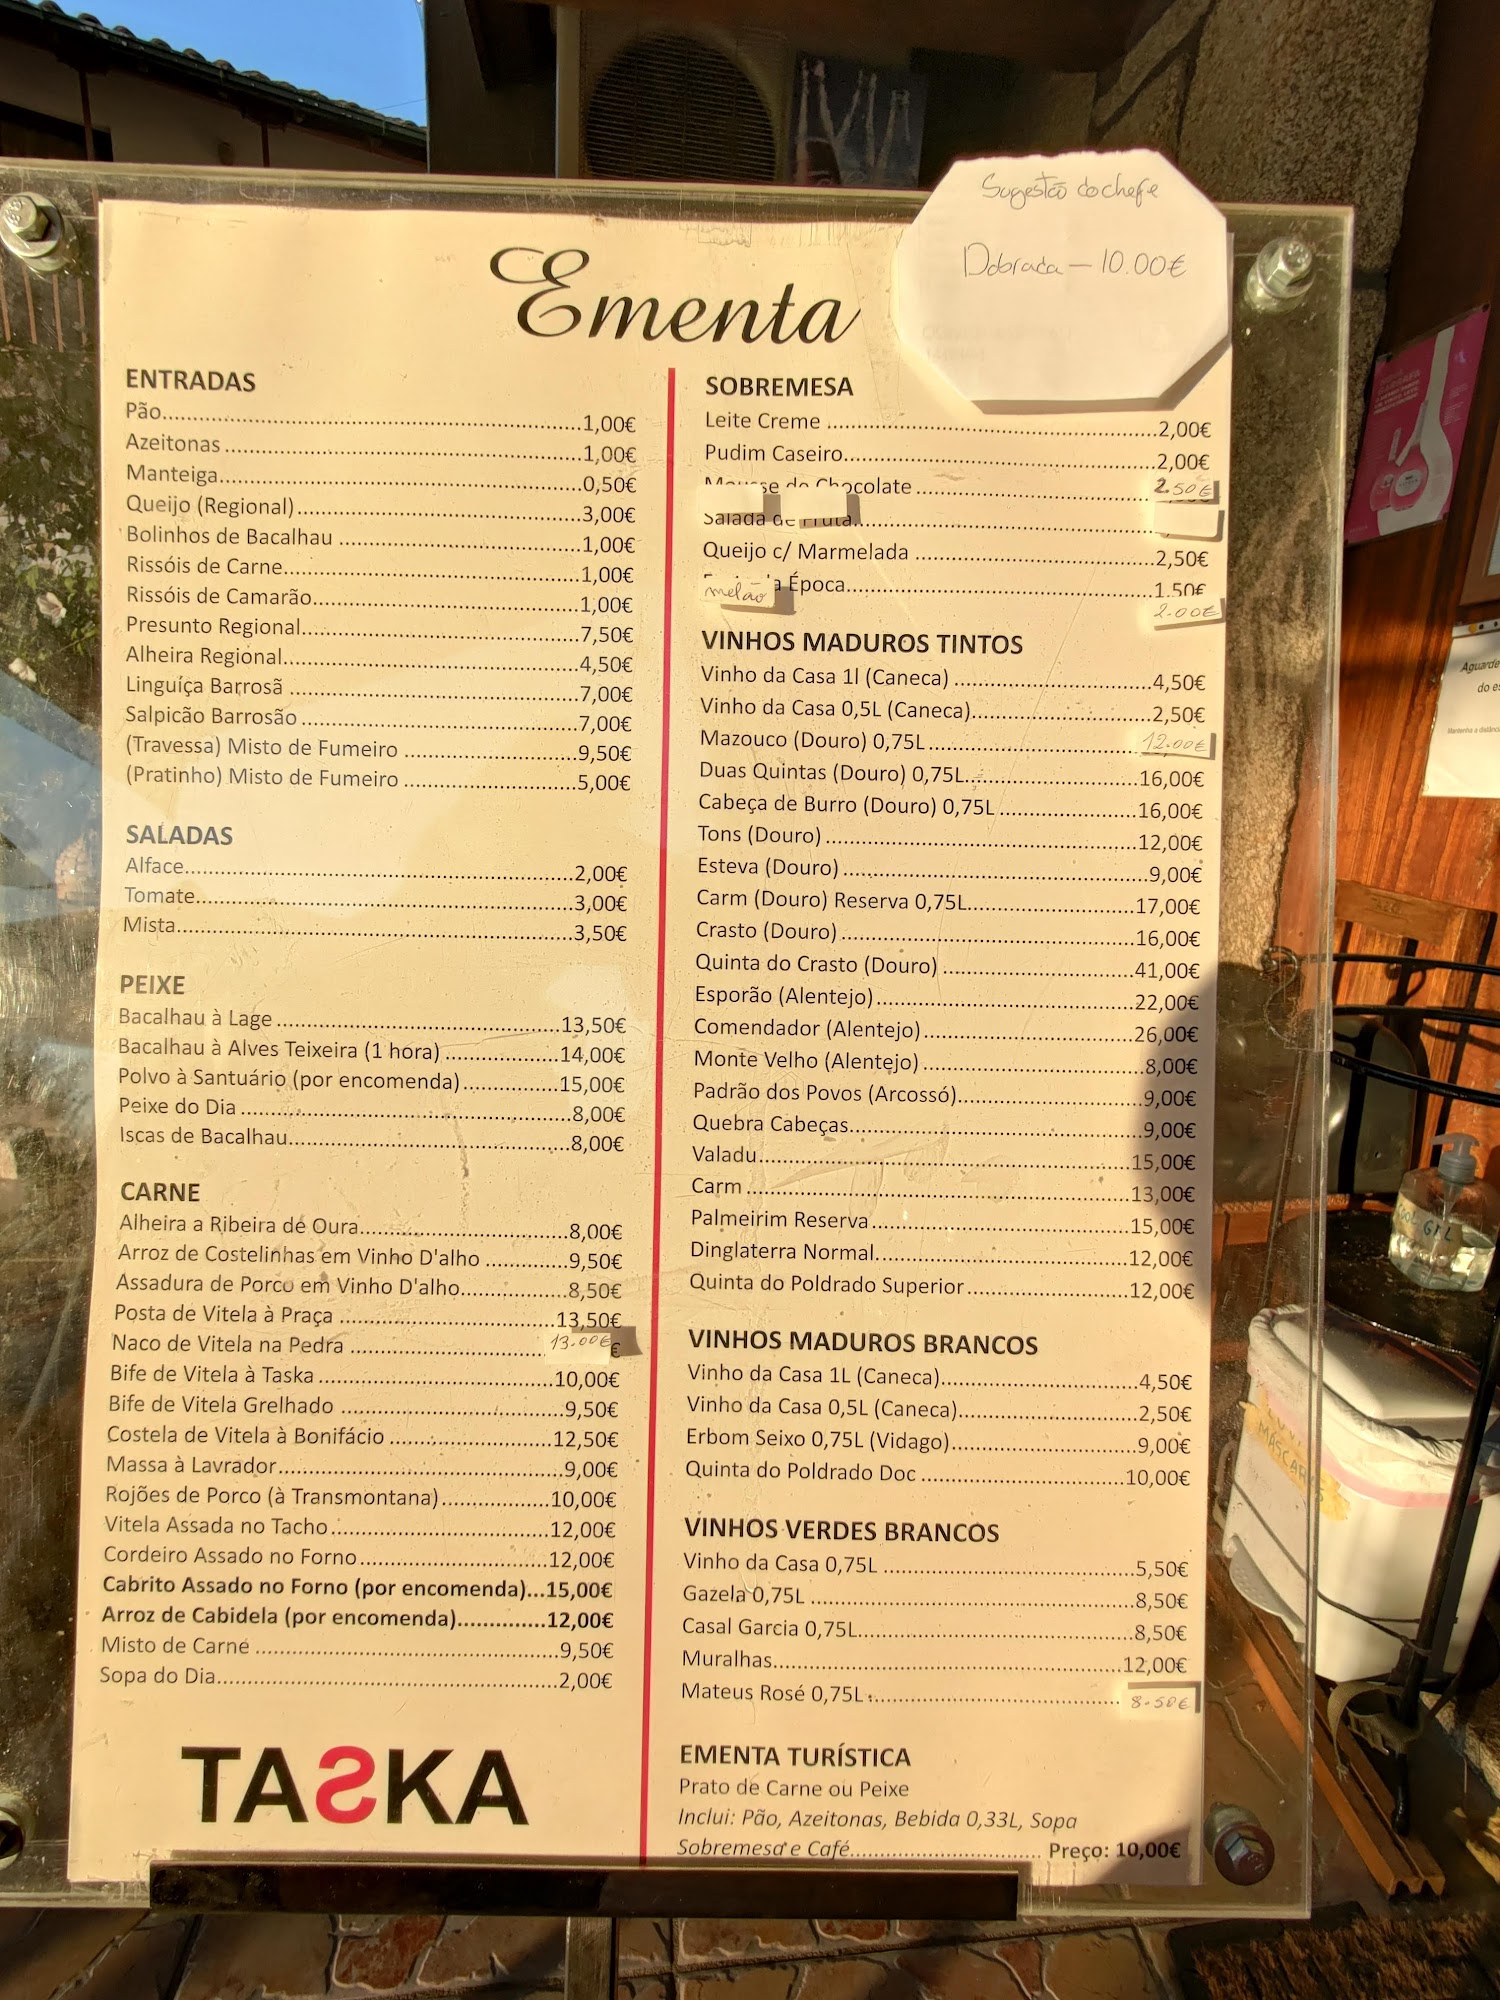 Sugestão do chefe
Dobrada — 10.00€
Ementa
ENTRADAS
Pão 1,00€
Azeitonas 1,00€
Manteiga 0,50€
Queijo (Regional) 3,00€
Bolinhos de Bacalhau 1,00€
Rissóis de Carne 1,00€
Rissóis de Camarão 1,00€
Presunto Regional 7,50€
Alheira Regional 4,50€
Linguíça Barrosã 7,00€
Salpicão Barrosão 7,00€
(Travessa) Misto de Fumeiro 9,50€
(Pratinho) Misto de Fumeiro 5,00€
SALADAS
Alface 2,00€
Tomate 3,00€
Mista 3,50€
PEIXE
Bacalhau à Lage 13,50€
Bacalhau à Alves Teixeira (1 hora) 14,00€
Polvo à Santuário (por encomenda) 15,00€
Peixe do Dia 8,00€
Iscas de Bacalhau 8,00€
CARNE
Alheira a Ribeira de Oura 8,00€
Arroz de Costelinhas em Vinho D'alho 9,50€
Assadura de Porco em Vinho D'alho 8,50€
Posta de Vitela à Praça 13,50€
Naco de Vitela na Pedra 13.00€ €
Bife de Vitela à Taska 10,00€
Bife de Vitela Grelhado 9,50€
Costela de Vitela à Bonifácio 12,50€
Massa à Lavrador 9,00€
Rojões de Porco (à Transmontana) 10,00€
Vitela Assada no Tacho 12,00€
Cordeiro Assado no Forno 12,00€
Cabrito Assado no Forno (por encomenda) 15,00€
Arroz de Cabidela (por encomenda) 12,00€
Misto de Carne 9,50€
Sopa do Dia 2,00€
TASKA
SOBREMESA
Leite Creme 2,00€
Pudim Caseiro 2,00€
Mousse de Chocolate 2.50€
Salada de Fruta
Queijo c/ Marmelada 2,50€
Época 1,50€
melão 2.00€
VINHOS MADUROS TINTOS
Vinho da Casa 1l (Caneca) 4,50€
Vinho da Casa 0,5L (Caneca) 2,50€
Mazouco (Douro) 0,75L 12.00€
Duas Quintas (Douro) 0,75L 16,00€
Cabeça de Burro (Douro) 0,75L 16,00€
Tons (Douro) 12,00€
Esteva (Douro) 9,00€
Carm (Douro) Reserva 0,75L 17,00€
Crasto (Douro) 16,00€
Quinta do Crasto (Douro) 41,00€
Esporão (Alentejo) 22,00€
Comendador (Alentejo) 26,00€
Monte Velho (Alentejo) 8,00€
Padrão dos Povos (Arcossó) 9,00€
Quebra Cabeças 9,00€
Valadu 15,00€
Carm 13,00€
Palmeirim Reserva 15,00€
Dinglaterra Normal 12,00€
Quinta do Poldrado Superior 12,00€
VINHOS MADUROS BRANCOS
Vinho da Casa 1L (Caneca) 4,50€
Vinho da Casa 0,5L (Caneca) 2,50€
Erbom Seixo 0,75L (Vidago) 9,00€
Quinta do Poldrado Doc 10,00€
VINHOS VERDES BRANCOS
Vinho da Casa 0,75L 5,50€
Gazela 0,75L 8,50€
Casal Garcia 0,75L 8,50€
Muralhas 12,00€
Mateus Rosé 0,75L 8.50€
EMENTA TURÍSTICA
Prato de Carne ou Peixe
Inclui: Pão, Azeitonas, Bebida 0,33L, Sopa
Sobremesa e Café Preço: 10,00€
Aguarde
do es
GEL
MÁSCARAS